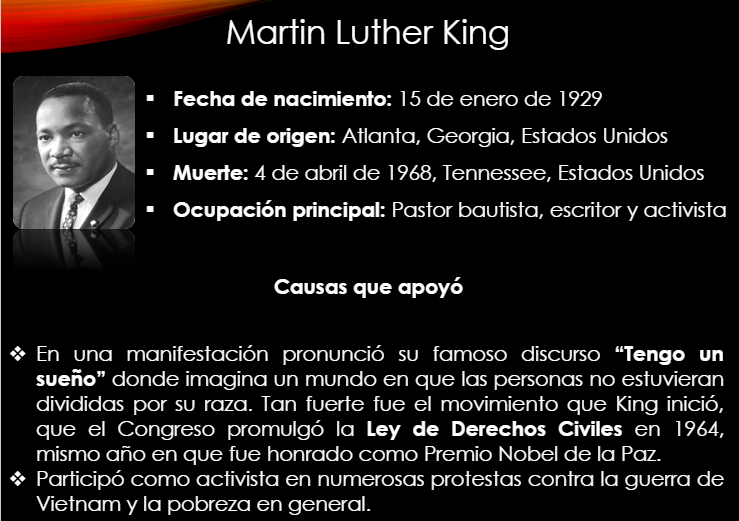 Martin Luther King
▪ Fecha de nacimiento: 15 de enero de 1929
▪ Lugar de origen: Atlanta, Georgia, Estados Unidos
▪ Muerte: 4 de abril de 1968, Tennessee, Estados Unidos
▪ Ocupación principal: Pastor bautista, escritor y activista
Causas que apoyó
❖ En una manifestación pronunció su famoso discurso “Tengo un
sueño” donde imagina un mundo en que las personas no estuvieran
divididas por su raza. Tan fuerte fue el movimiento que King inició,
que el Congreso promulgó la Ley de Derechos Civiles en 1964,
mismo año en que fue honrado como Premio Nobel de la Paz.
❖ Participó como activista en numerosas protestas contra la guerra de
Vietnam y la pobreza en general.